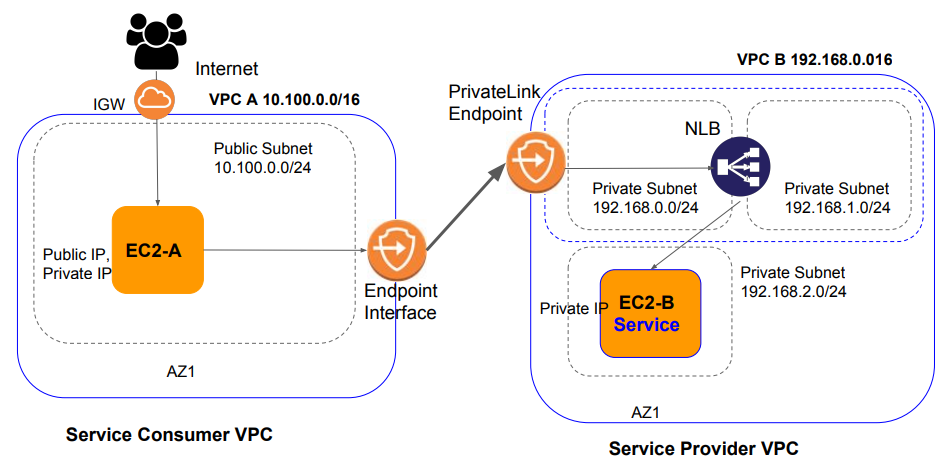 Internet
IGW
VPC A 10.100.0.0/16
Public Subnet
10.100.0.0/24
EC2-A
Public IP,
Private IP
Endpoint
Interface
AZ1
Service Consumer VPC
VPC B 192.168.0.016
PrivateLink
Endpoint
NLB
Private Subnet
192.168.0.0/24
Private Subnet
192.168.1.0/24
Private Subnet
192.168.2.0/24
Private IP
EC2-B
Service
AZ1
Service Provider VPC